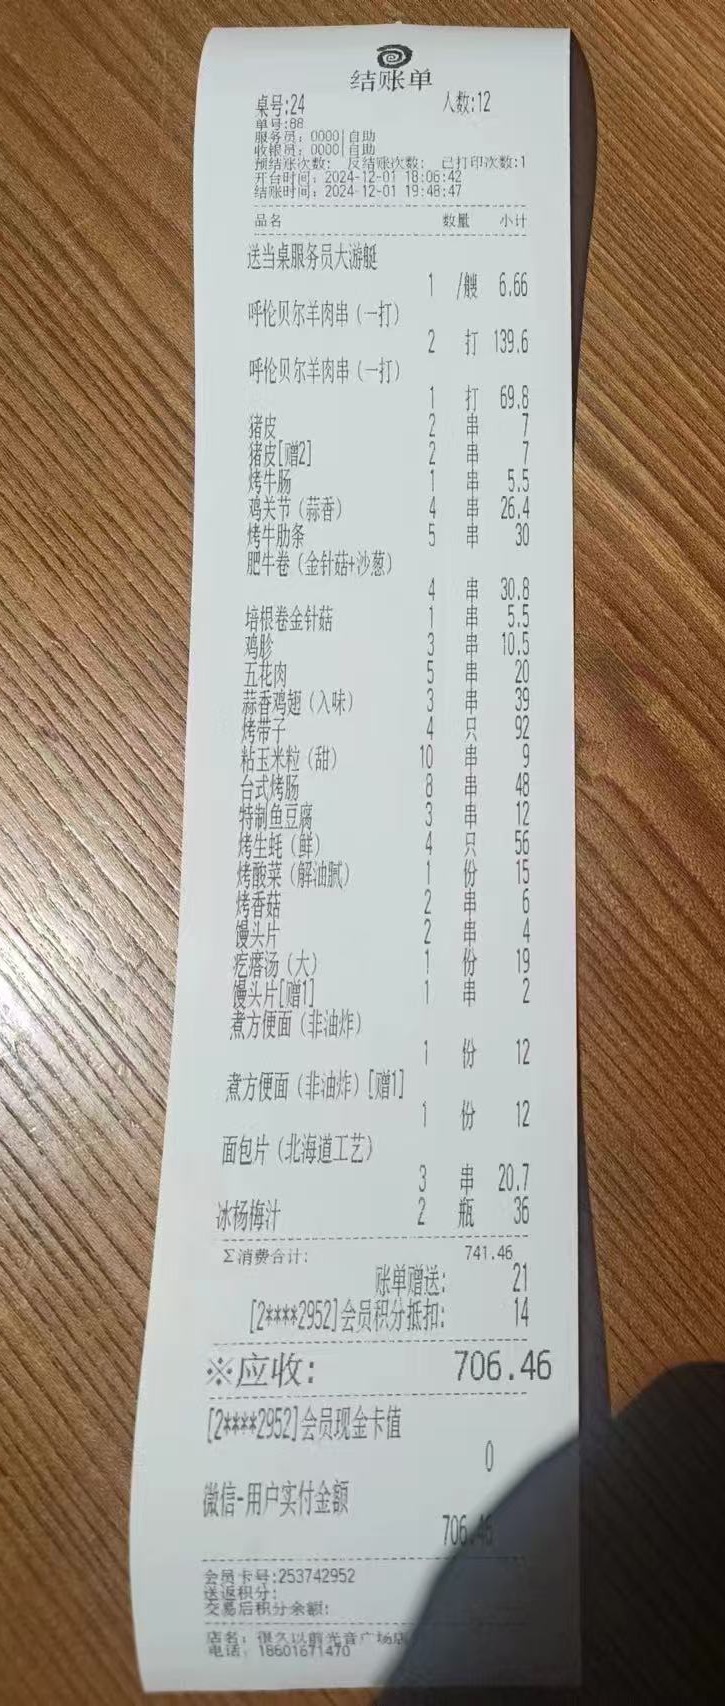 结账单
桌号:24 人数:12
单号:88
服务员: 0000|自助
收银员: 0000|自助
预结账次数: 反结账次数: 已打印次数:1
开台时间: 2024-12-01 18:06:42
结账时间: 2024-12-01 19:48:47
品名 数量 小计
送当桌服务员大游艇
1 /艘 6.66
呼伦贝尔羊肉串(一打)
2 打 139.6
呼伦贝尔羊肉串(一打)
1 打 69.8
猪皮 2 串 7
猪皮[赠2] 2 串 7
烤牛肠 1 串 5.5
鸡关节(蒜香) 4 串 26.4
烤牛肋条 5 串 30
肥牛卷(金针菇+沙葱)
4 串 30.8
培根卷金针菇 1 串 5.5
鸡胗 3 串 10.5
五花肉 5 串 20
蒜香鸡翅(入味) 3 串 39
烤带子 4 只 92
粘玉米粒(甜) 10 串 9
台式烤肠 8 串 48
特制鱼豆腐 3 串 12
烤生蚝(鲜) 4 只 56
烤酸菜(解油腻) 1 份 15
烤香菇 2 串 6
馒头片 2 串 4
疙瘩汤(大) 1 份 19
馒头片[赠1] 1 串 2
煮方便面(非油炸)
1 份 12
煮方便面(非油炸)[赠1]
1 份 12
面包片(北海道工艺)
3 串 20.7
冰杨梅汁 2 瓶 36
Σ消费合计: 741.46
账单赠送: 21
[2****2952]会员积分抵扣: 14
※应收: 706.46
[2****2952]会员现金卡值
0
微信-用户实付金额
706.46
会员卡号:253742952
送返积分:
交易后积分余额:
店名: 很久以前光音广场店
电话: 18601671470